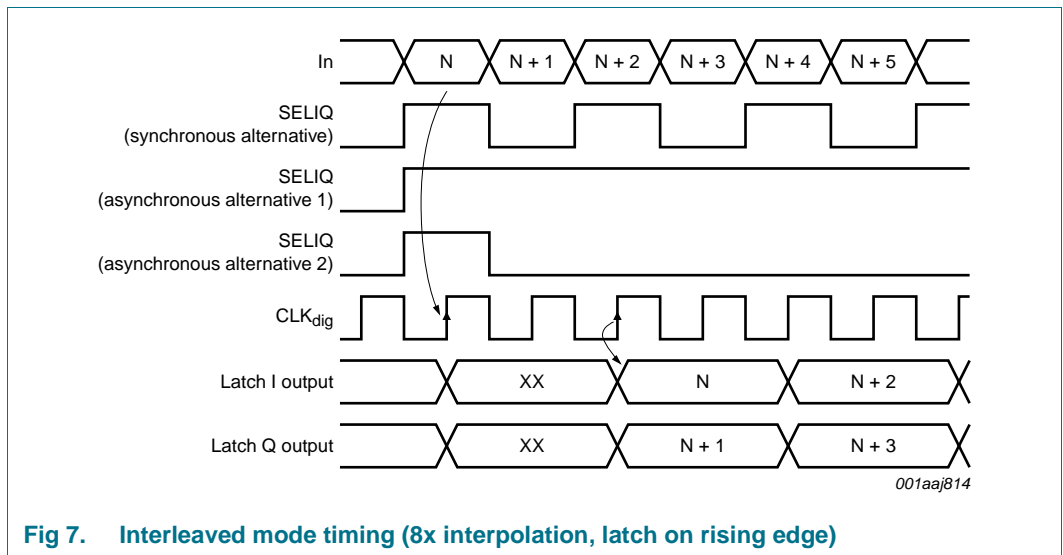 In
N
N + 1
N + 2
N + 3
N + 4
N + 5
SELIQ
(synchronous alternative)
SELIQ
(asynchronous alternative 1)
SELIQ
(asynchronous alternative 2)
CLKdig
Latch I output
XX
N
N + 2
Latch Q output
XX
N + 1
N + 3
001aaj814
Fig 7. Interleaved mode timing (8x interpolation, latch on rising edge)